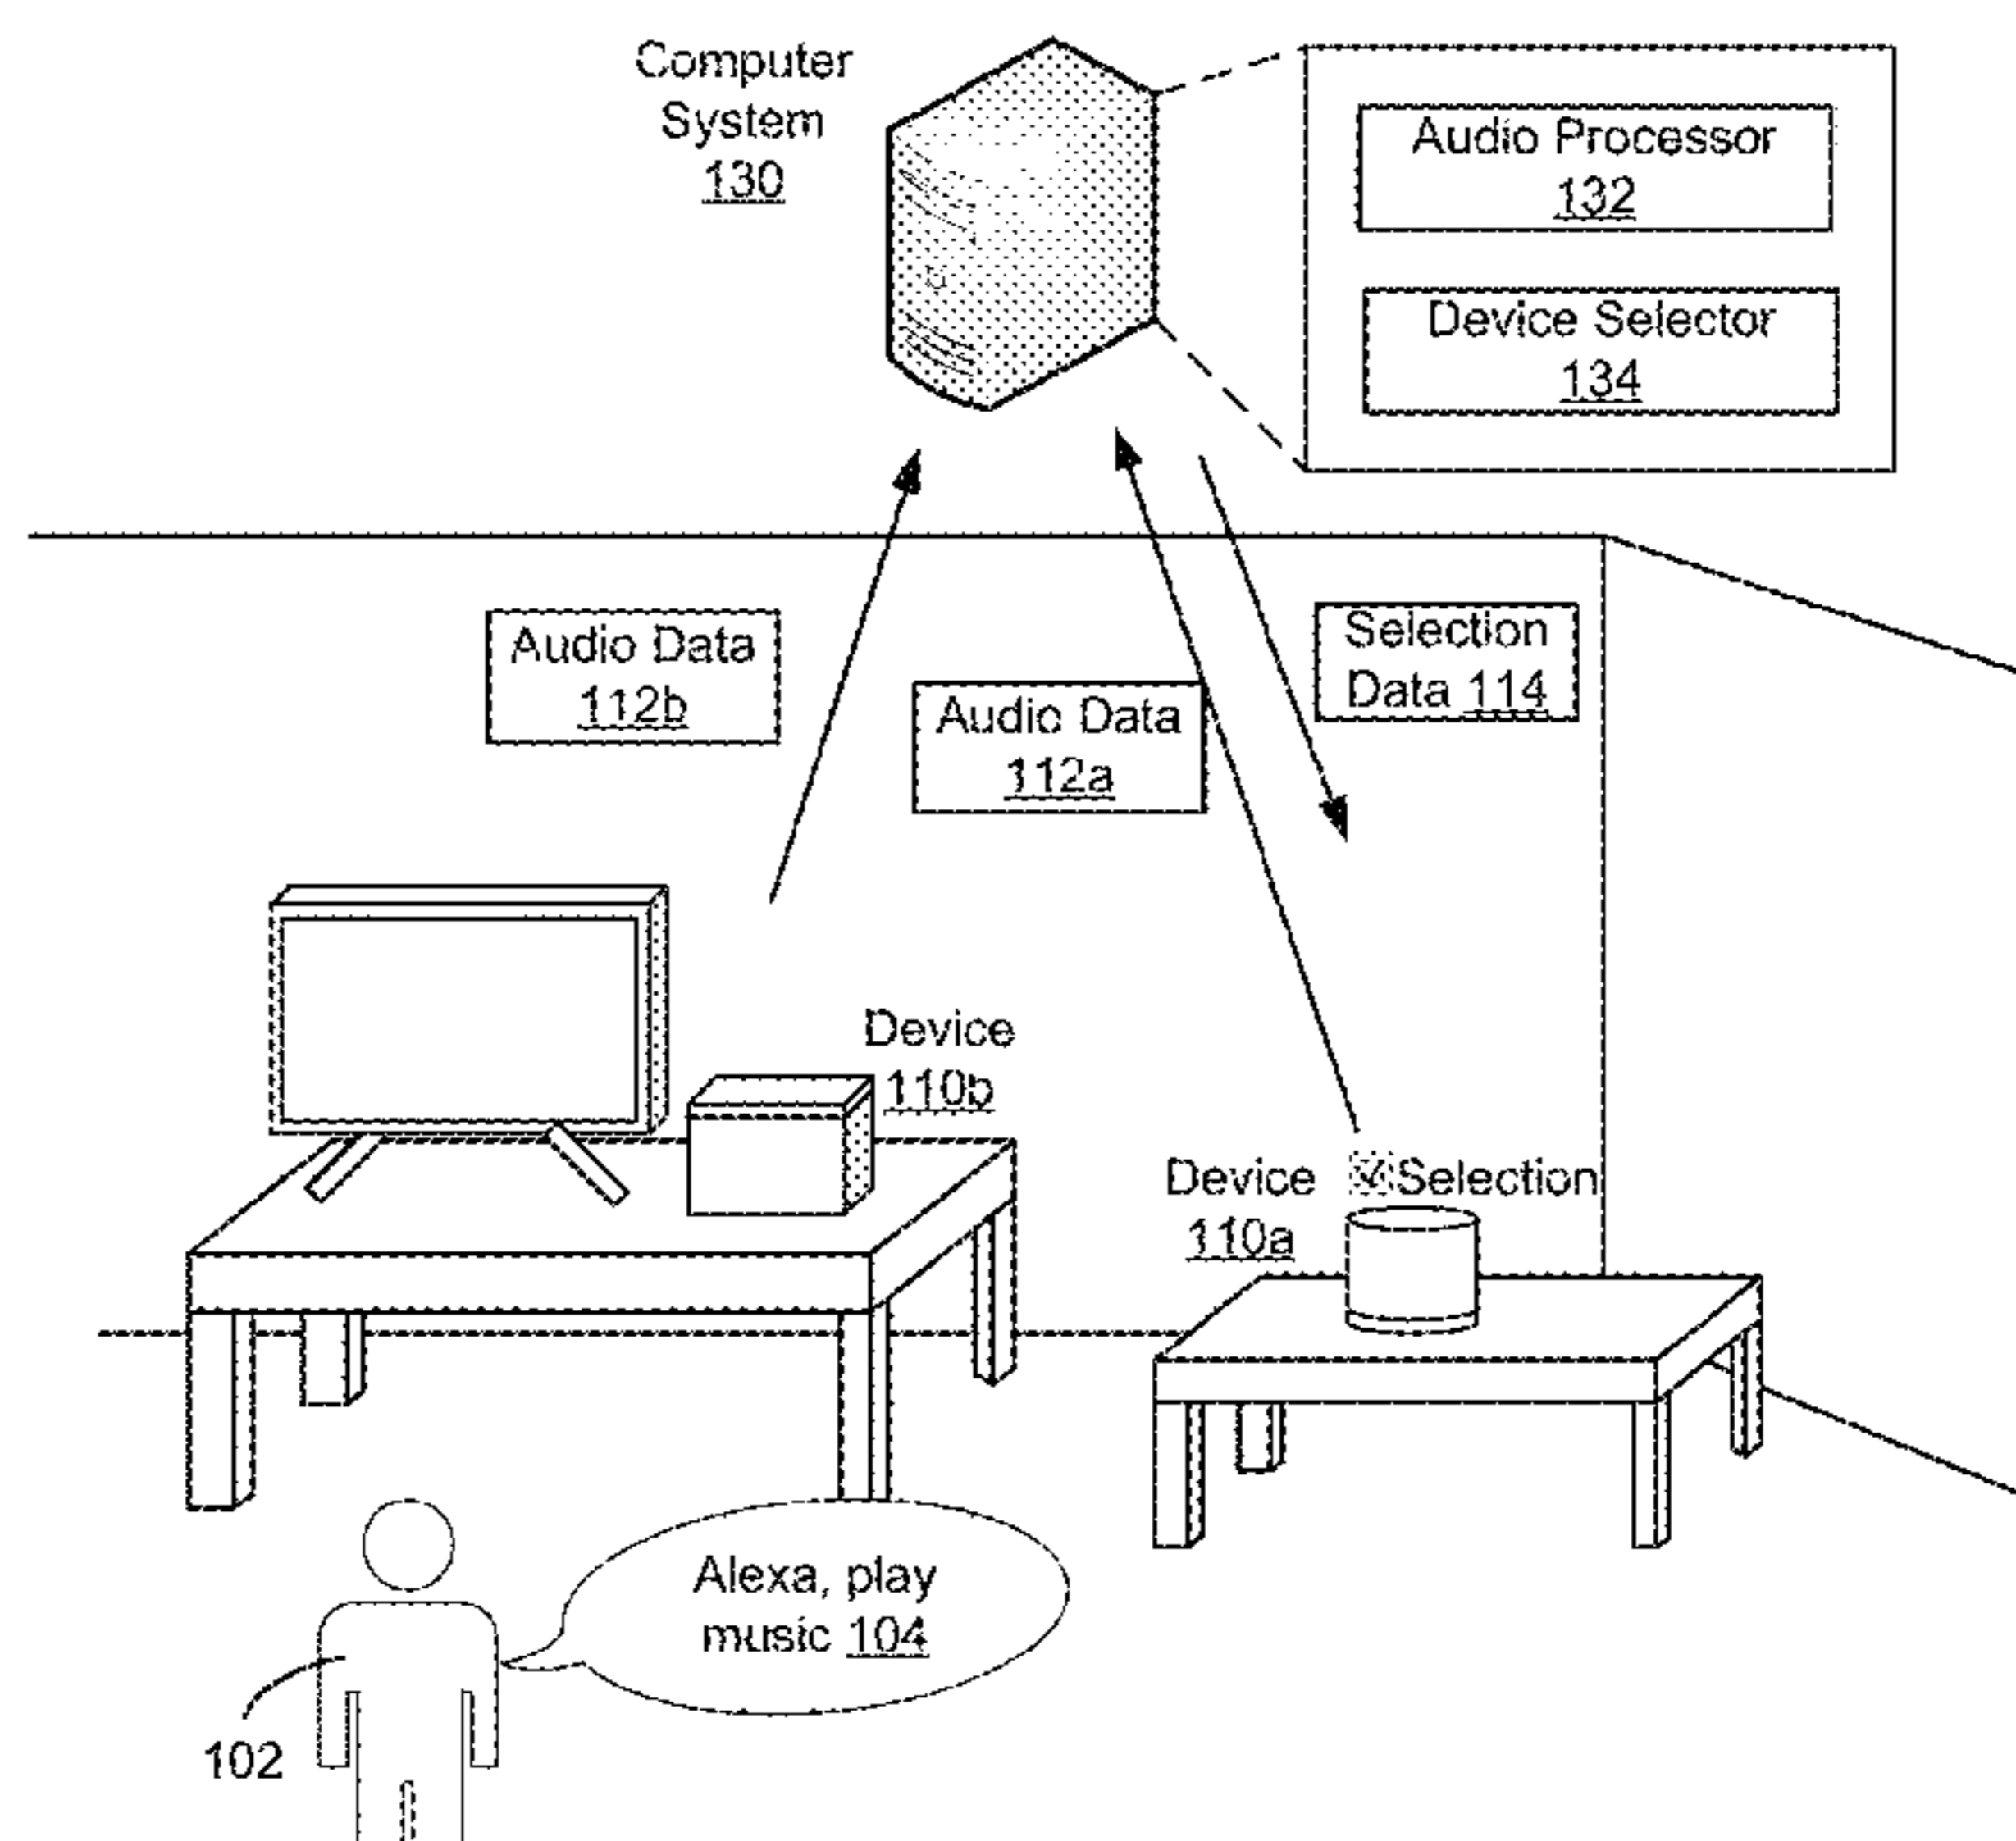 Computer
System
130
Audio Processor
132
Device Selector
134
Audio Data
112b
Audio Data
112a
Selection
Data 114
Device
110b
Device
110a
Selection
Alexa, play
music 104
102